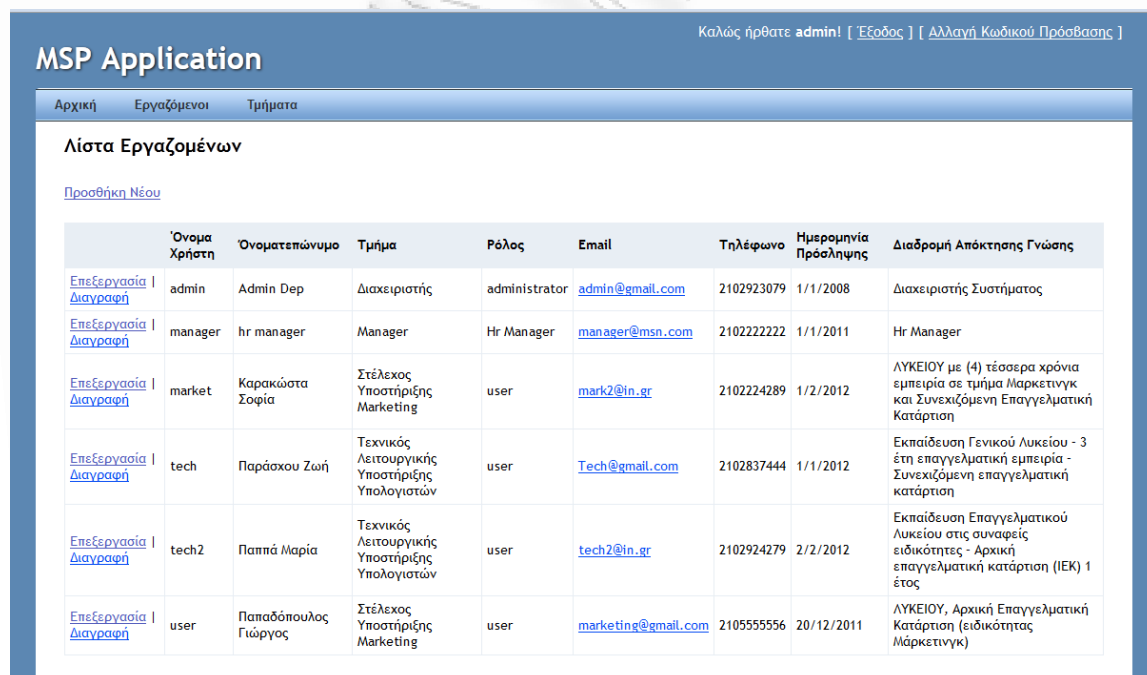 Καλώς ήρθατε admin! [ Έξοδος ] [ Αλλαγή Κωδικού Πρόσβασης ]
MSP Application
Αρχική Εργαζόμενοι Τμήματα
Λίστα Εργαζομένων
Προσθήκη Νέου
Όνομα Χρήστη Όνοματεπώνυμο Τμήμα Ρόλος Email Τηλέφωνο Ημερομηνία Πρόσληψης Διαδρομή Απόκτησης Γνώσης
Επεξεργασία | Διαγραφή admin Admin Dep Διαχειριστής administrator admin@gmail.com 2102923079 1/1/2008 Διαχειριστής Συστήματος
Επεξεργασία | Διαγραφή manager hr manager Manager Hr Manager manager@msn.com 2102222222 1/1/2011 Hr Manager
Επεξεργασία | Διαγραφή market Καρακώστα Σοφία Στέλεχος Υποστήριξης Marketing user mark2@in.gr 2102224289 1/2/2012 ΛΥΚΕΙΟΥ με (4) τέσσερα χρόνια εμπειρία σε τμήμα Μαρκετινγκ και Συνεχιζόμενη Επαγγελματική Κατάρτιση
Επεξεργασία | Διαγραφή tech Παράσχου Ζωή Τεχνικός Λειτουργικής Υποστήριξης Υπολογιστών user Tech@gmail.com 2102837444 1/1/2012 Εκπαίδευση Γενικού Λυκείου - 3 έτη επαγγελματική εμπειρία - Συνεχιζόμενη επαγγελματική κατάρτιση
Επεξεργασία | Διαγραφή tech2 Παππά Μαρία Τεχνικός Λειτουργικής Υποστήριξης Υπολογιστών user tech2@in.gr 2102924279 2/2/2012 Εκπαίδευση Επαγγελματικού Λυκείου στις συναφείς ειδικότητες - Αρχική επαγγελματική κατάρτιση (ΙΕΚ) 1 έτος
Επεξεργασία | Διαγραφή user Παπαδόπουλος Γιώργος Στέλεχος Υποστήριξης Marketing user marketing@gmail.com 2105555556 20/12/2011 ΛΥΚΕΙΟΥ, Αρχική Επαγγελματική Κατάρτιση (ειδικότητας Μάρκετινγκ)